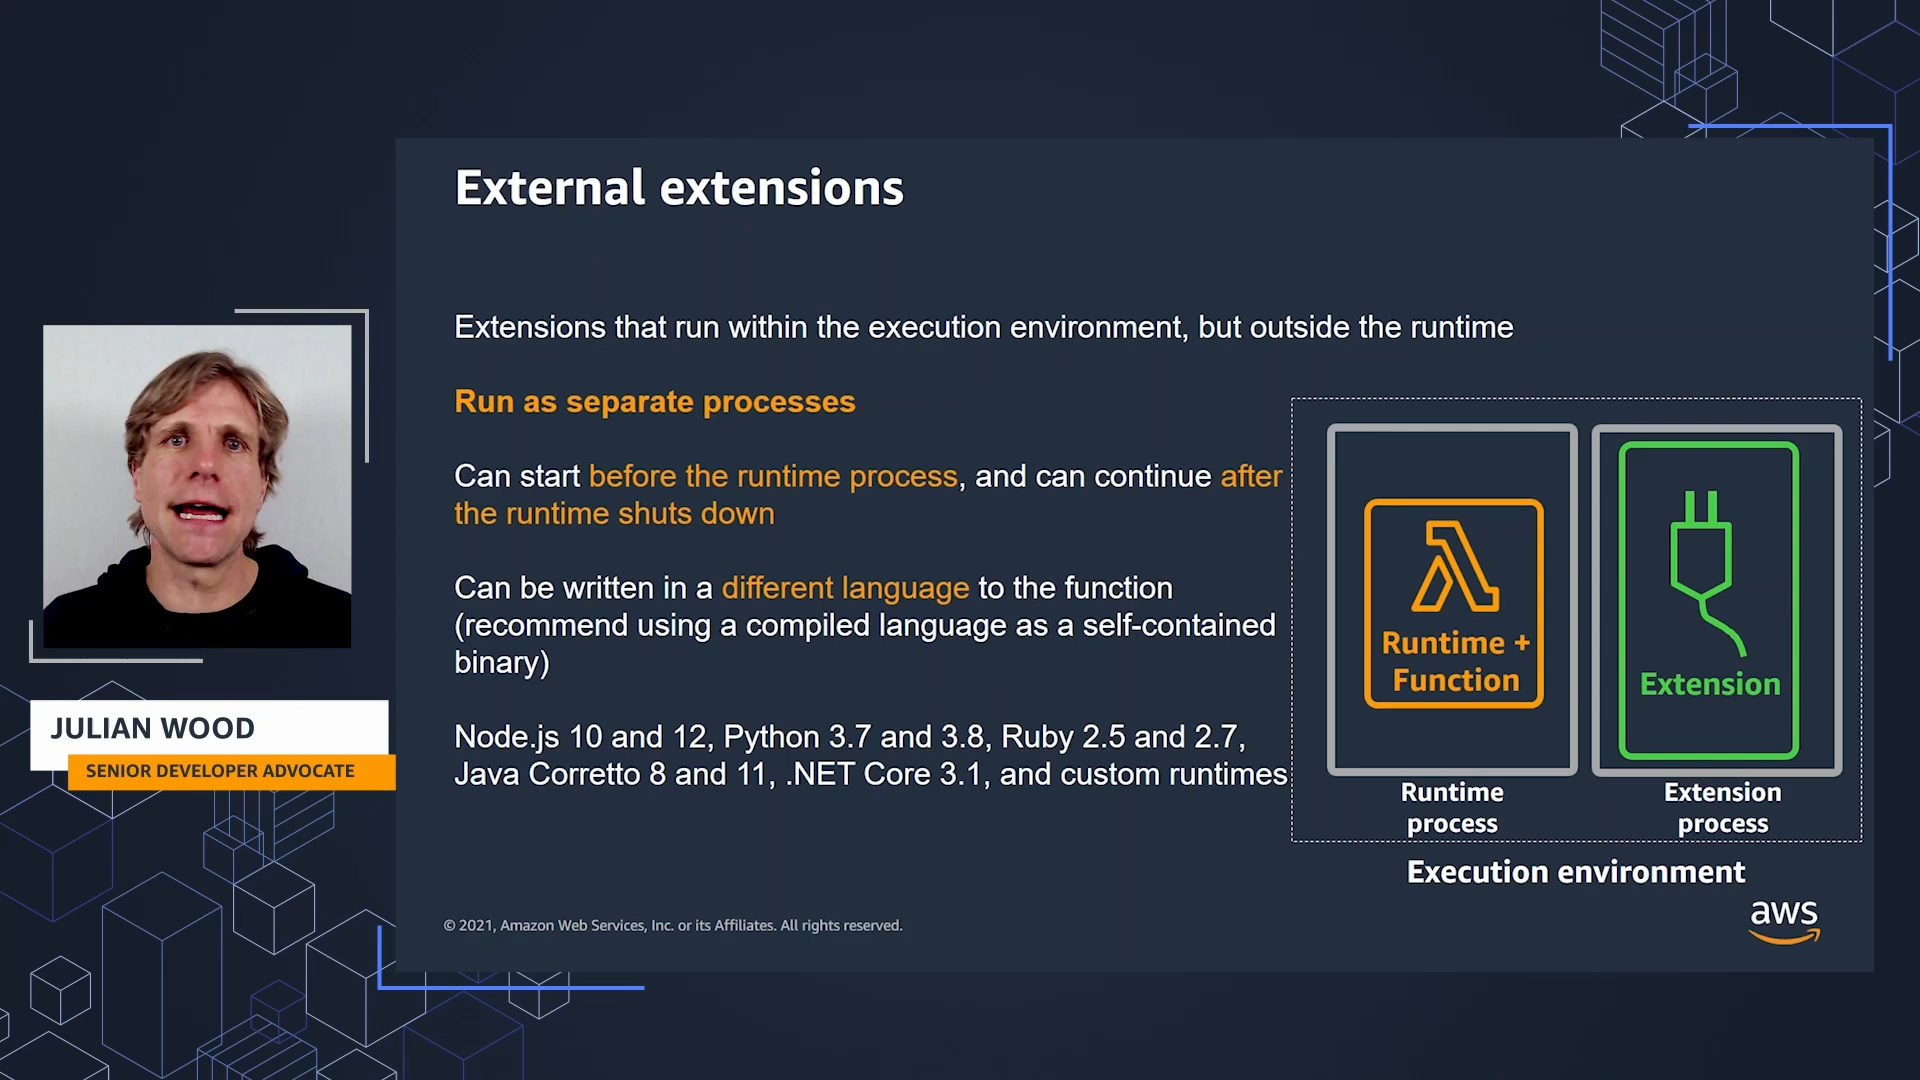 External extensions
Extensions that run within the execution environment, but outside the runtime
Run as separate processes
Can start before the runtime process, and can continue after
the runtime shuts down
Can be written in a different language to the function
(recommend using a compiled language as a self-contained
binary)
Node.js 10 and 12, Python 3.7 and 3.8, Ruby 2.5 and 2.7,
Java Corretto 8 and 11, .NET Core 3.1, and custom runtimes
Runtime +
Function
Extension
Runtime
process
Extension
process
Execution environment
JULIAN WOOD
SENIOR DEVELOPER ADVOCATE
© 2021, Amazon Web Services, Inc. or its Affiliates. All rights reserved.
aws